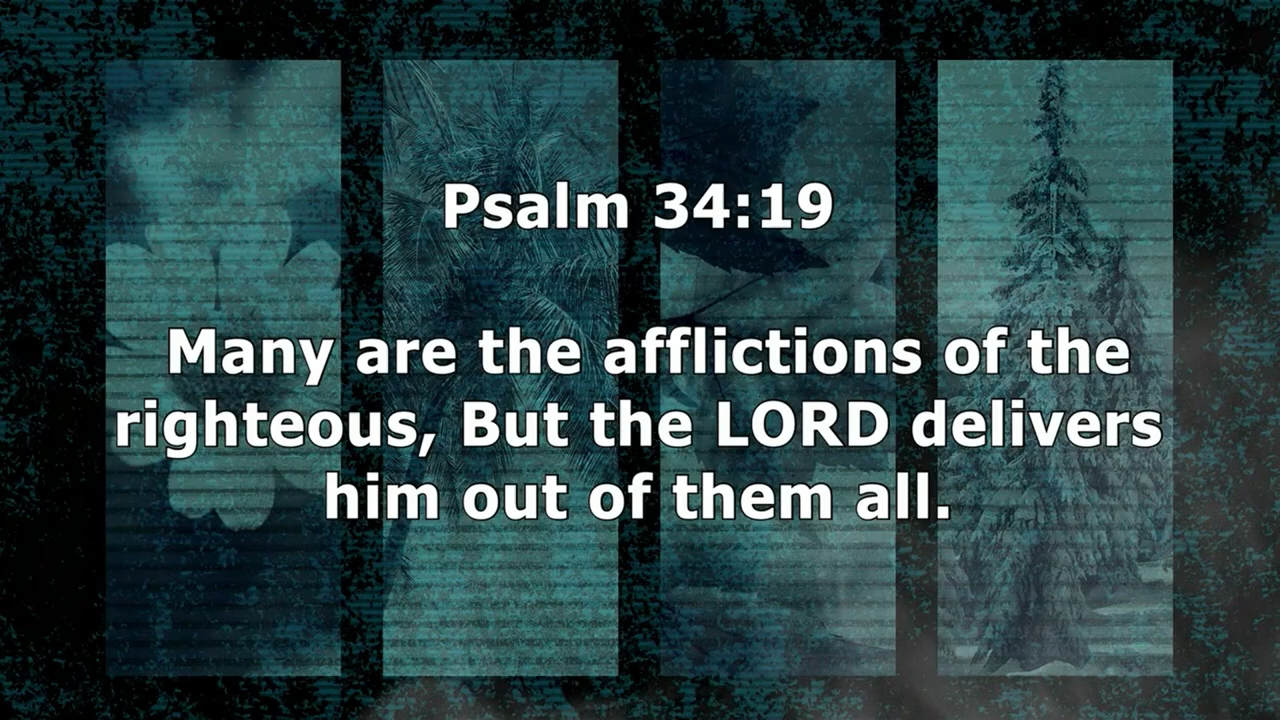 Psalm 34:19
Many are the afflictions of the
righteous, But the LORD delivers
him out of them all.